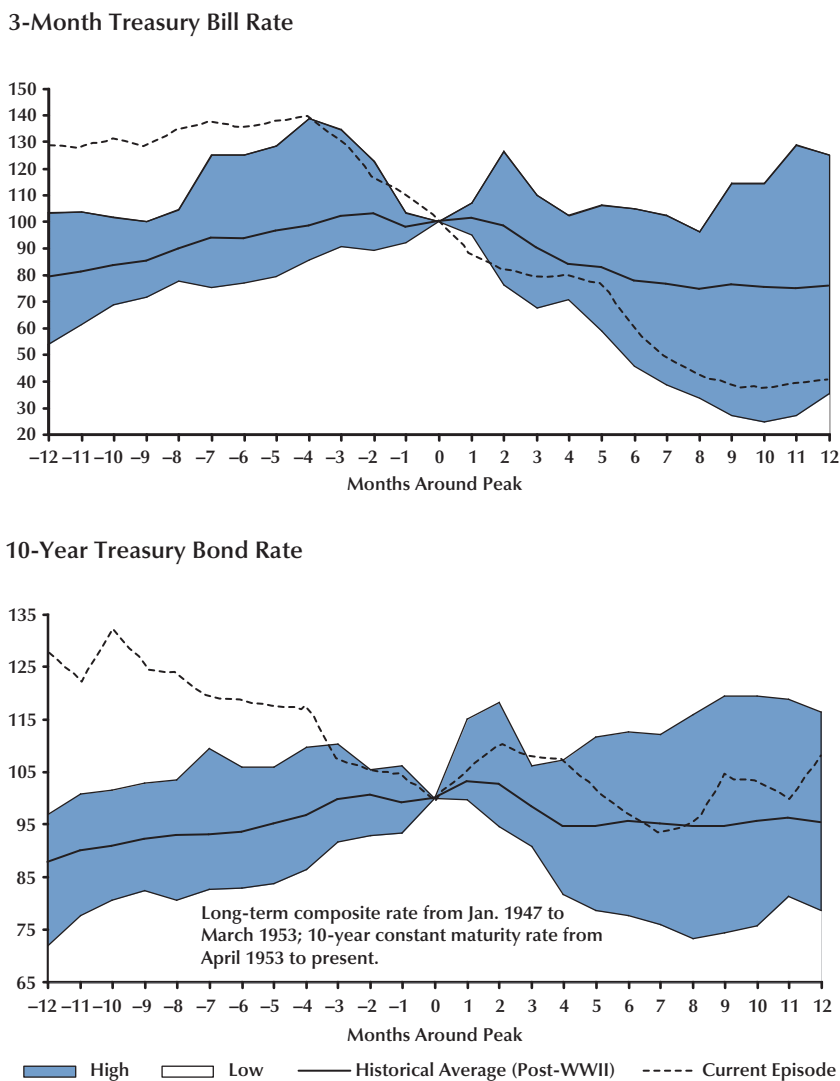 3-Month Treasury Bill Rate
150
140
130
120
110
100
90
80
70
60
50
40
30
20
–12 –11 –10 –9 –8 –7 –6 –5 –4 –3 –2 –1 0 1 2 3 4 5 6 7 8 9 10 11 12
Months Around Peak
10-Year Treasury Bond Rate
135
125
115
105
95
85
75
65
Long-term composite rate from Jan. 1947 to
March 1953; 10-year constant maturity rate from
April 1953 to present.
–12 –11 –10 –9 –8 –7 –6 –5 –4 –3 –2 –1 0 1 2 3 4 5 6 7 8 9 10 11 12
Months Around Peak
High Low Historical Average (Post-WWII) Current Episode